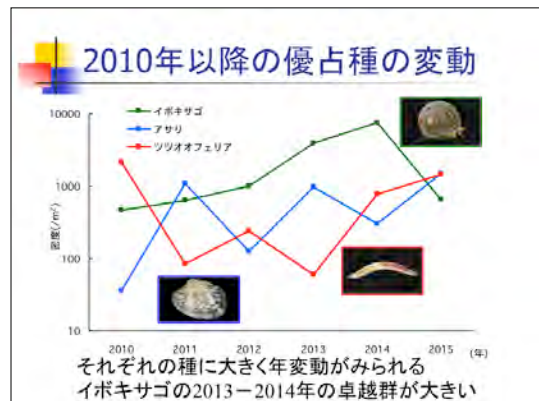 2010年以降の優占種の変動
10000
1000
100
10
密度(/m²)
イボキサゴ
アサリ
ツツオオフェリア
2010 2011 2012 2013 2014 2015 (年)
それぞれの種に大きく年変動がみられる
イボキサゴの2013－2014年の卓越群が大きい